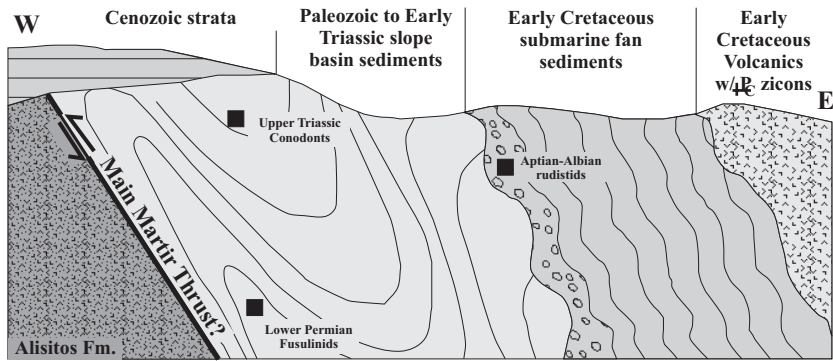 W
Cenozoic strata
Paleozoic to Early
Triassic slope
basin sediments
Early Cretaceous
submarine fan
sediments
Early
Cretaceous
Volcanics
w/ P zicons
E
Upper Triassic
Conodonts
Aptian-Albian
rudistids
Main Martir Thrust?
Lower Permian
Fusulinids
Alisitos Fm.